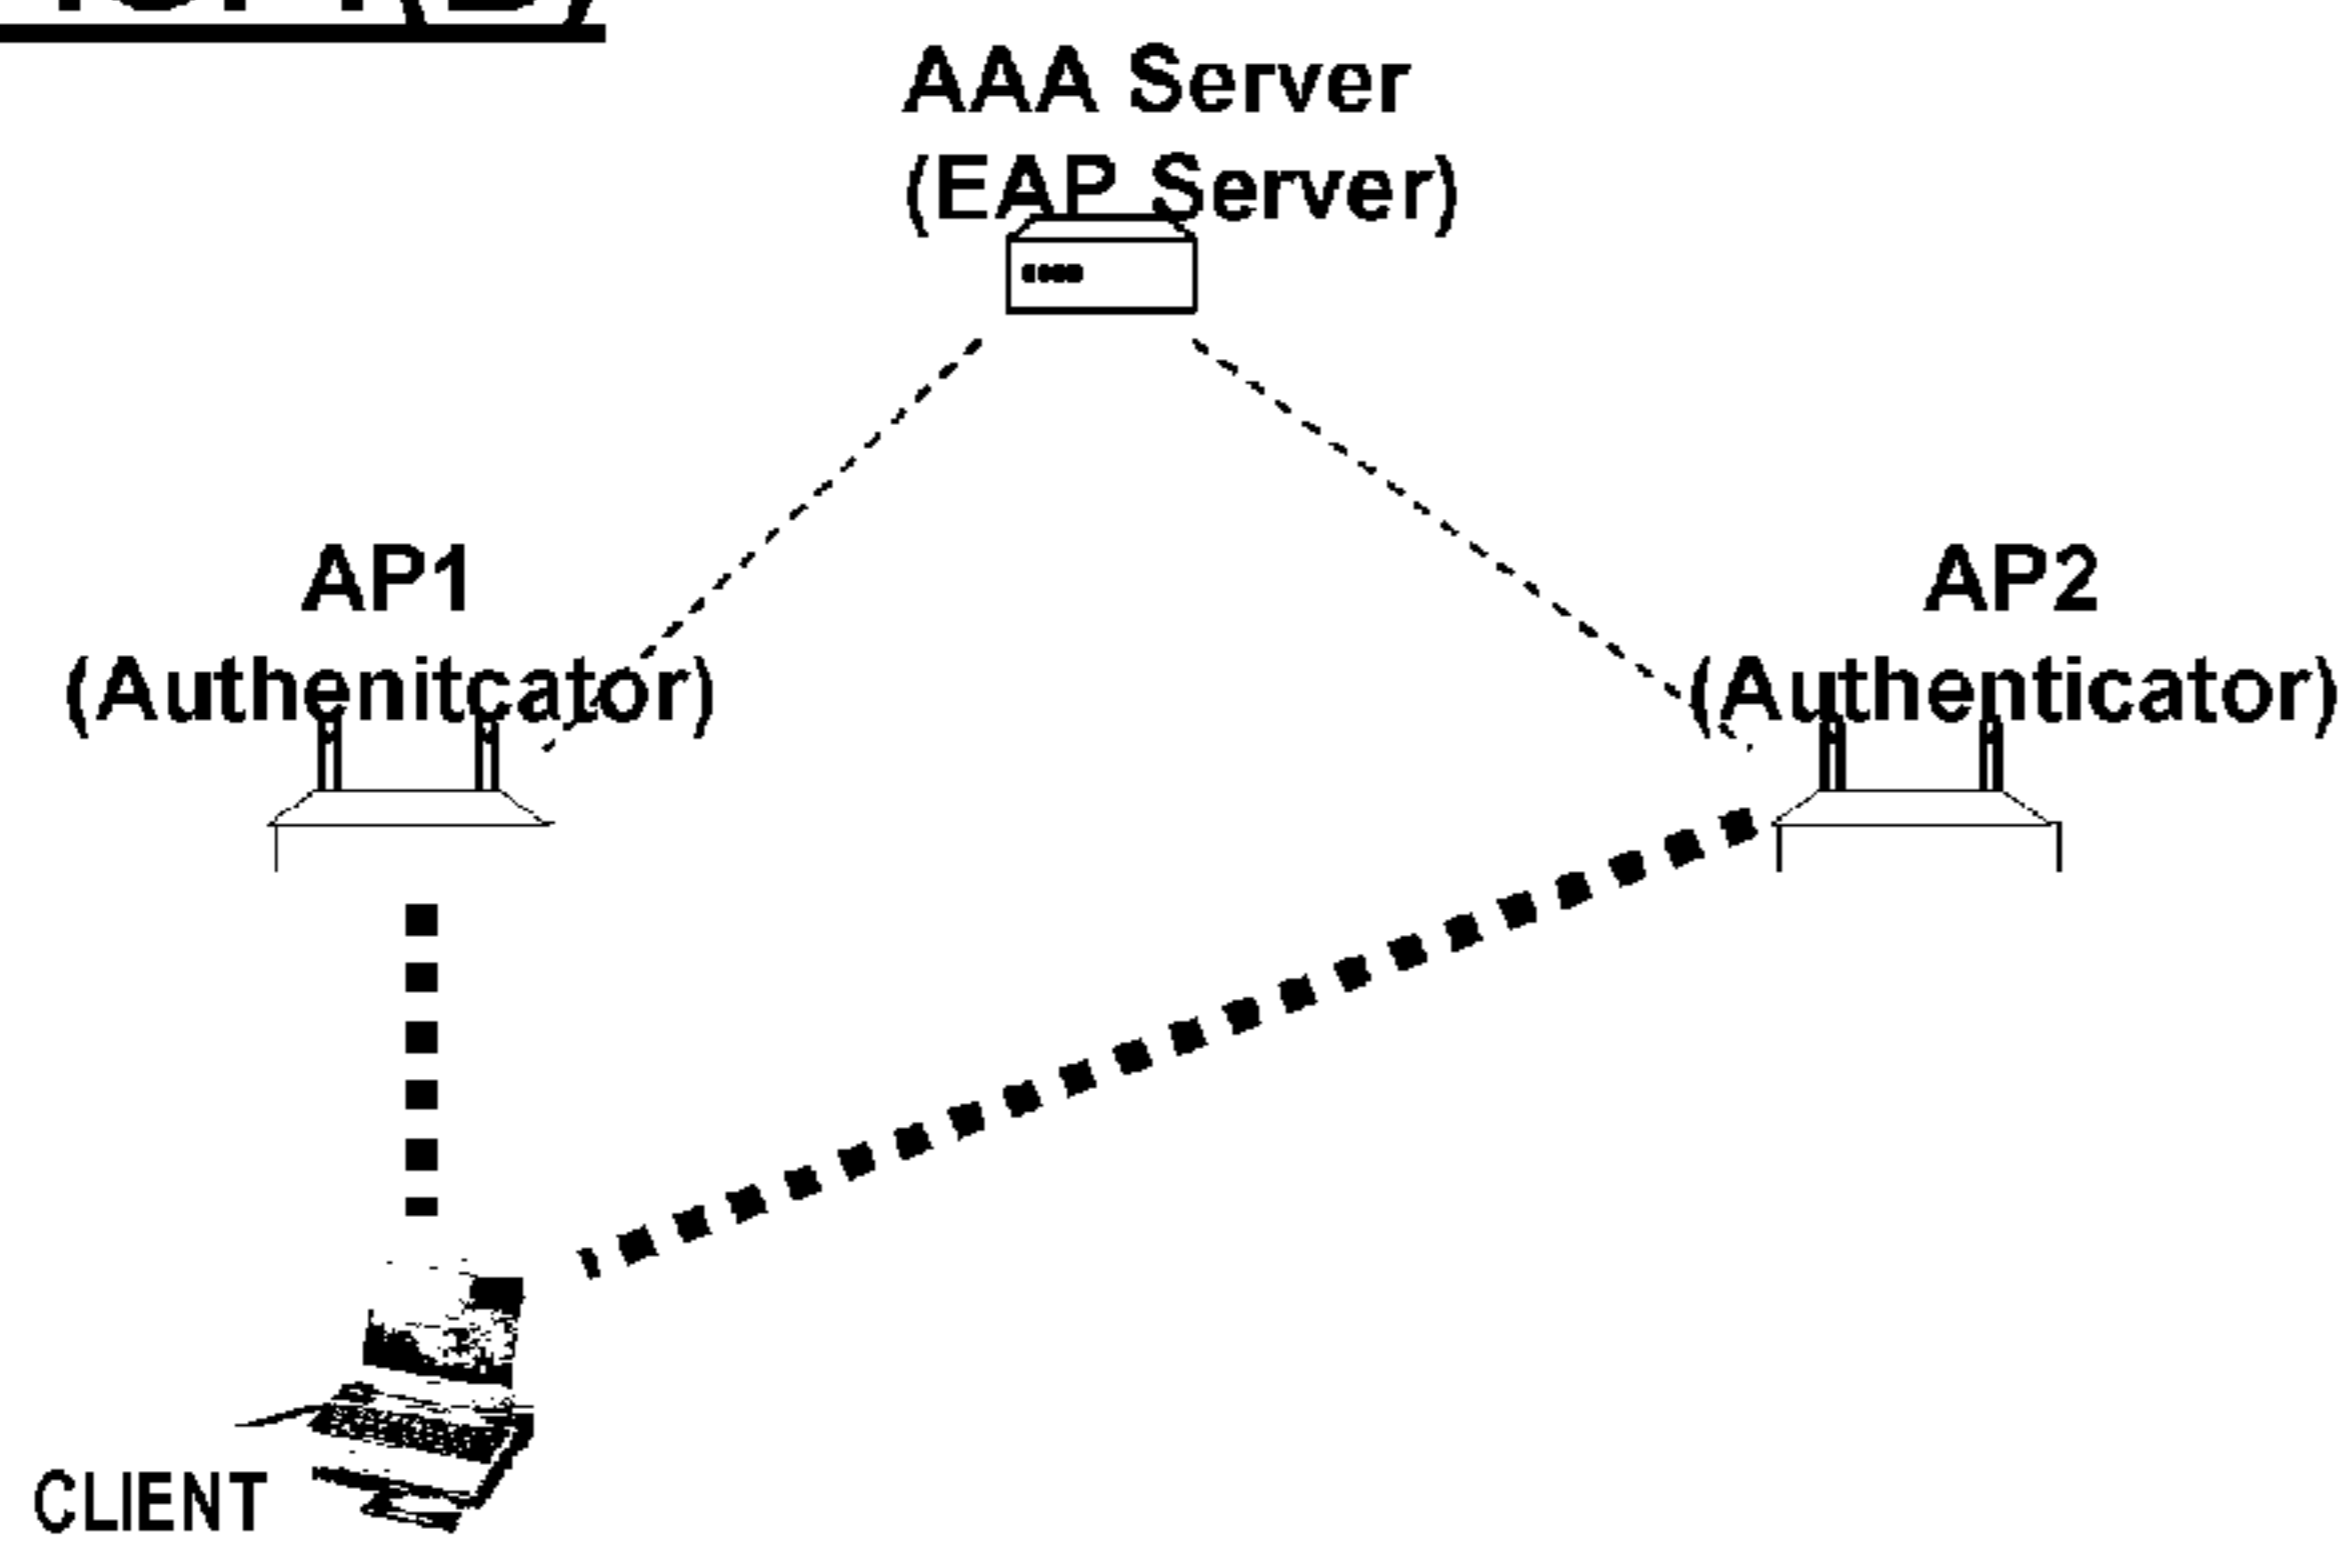 AAA Server
(EAP Server)
AP1
(Authenitcator)
AP2
(Authenticator)
CLIENT